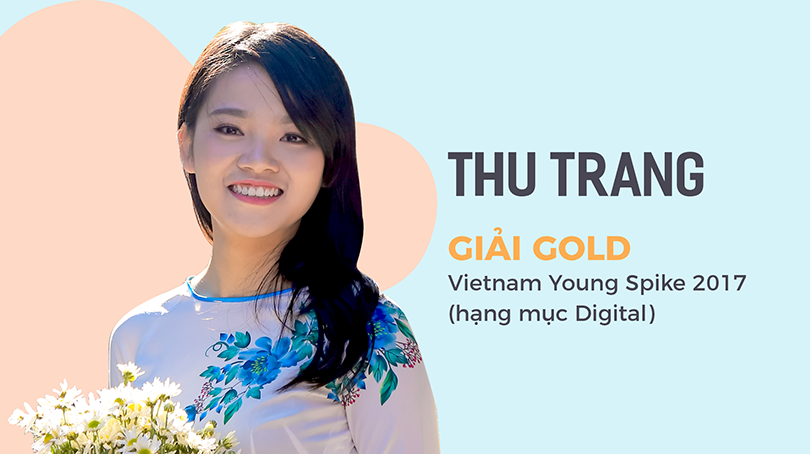 THU TRANG
GIẢI GOLD
Vietnam Young Spike 2017
(hạng mục Digital)